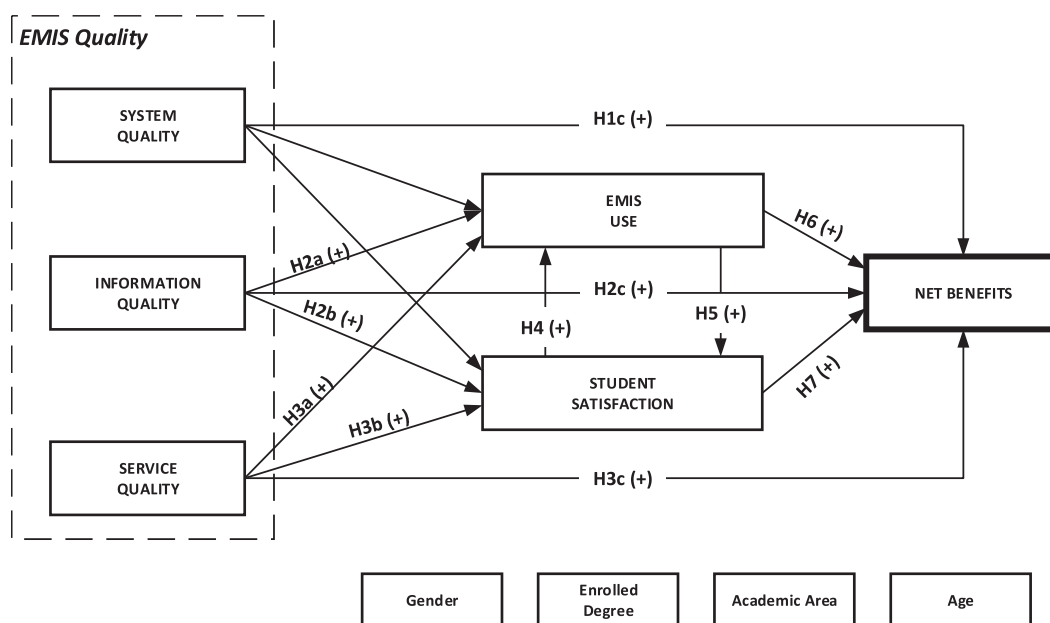 EMIS Quality
SYSTEM
QUALITY
H1c (+)
EMIS
USE
H6 (+)
H2a (+)
INFORMATION
QUALITY
H2c (+)
NET BENEFITS
H2b (+)
H4 (+)
H5 (+)
STUDENT
SATISFACTION
H7 (+)
H3a (+)
H3b (+)
SERVICE
QUALITY
H3c (+)
Gender
Enrolled
Degree
Academic Area
Age